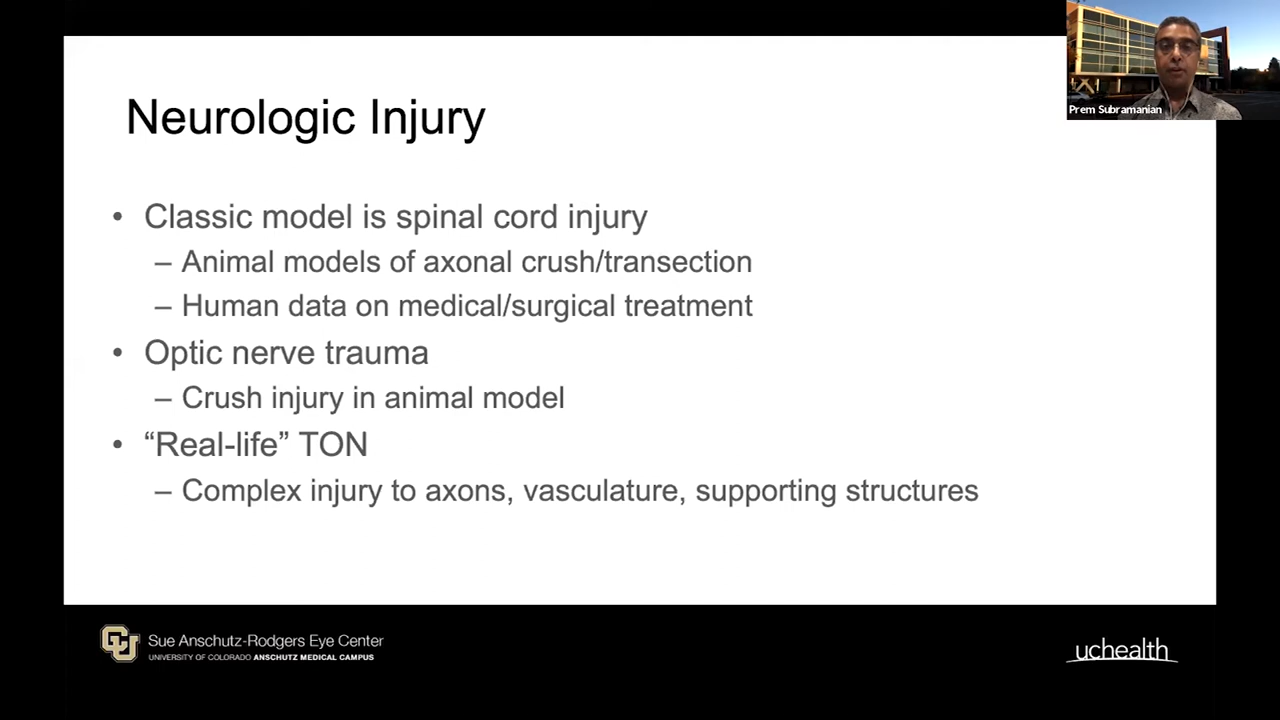 Prem Subramanian
Neurologic Injury
• Classic model is spinal cord injury
– Animal models of axonal crush/transection
– Human data on medical/surgical treatment
• Optic nerve trauma
– Crush injury in animal model
• “Real-life” TON
– Complex injury to axons, vasculature, supporting structures
CU Sue Anschutz-Rodgers Eye Center
UNIVERSITY OF COLORADO ANSCHUTZ MEDICAL CAMPUS
uchealth